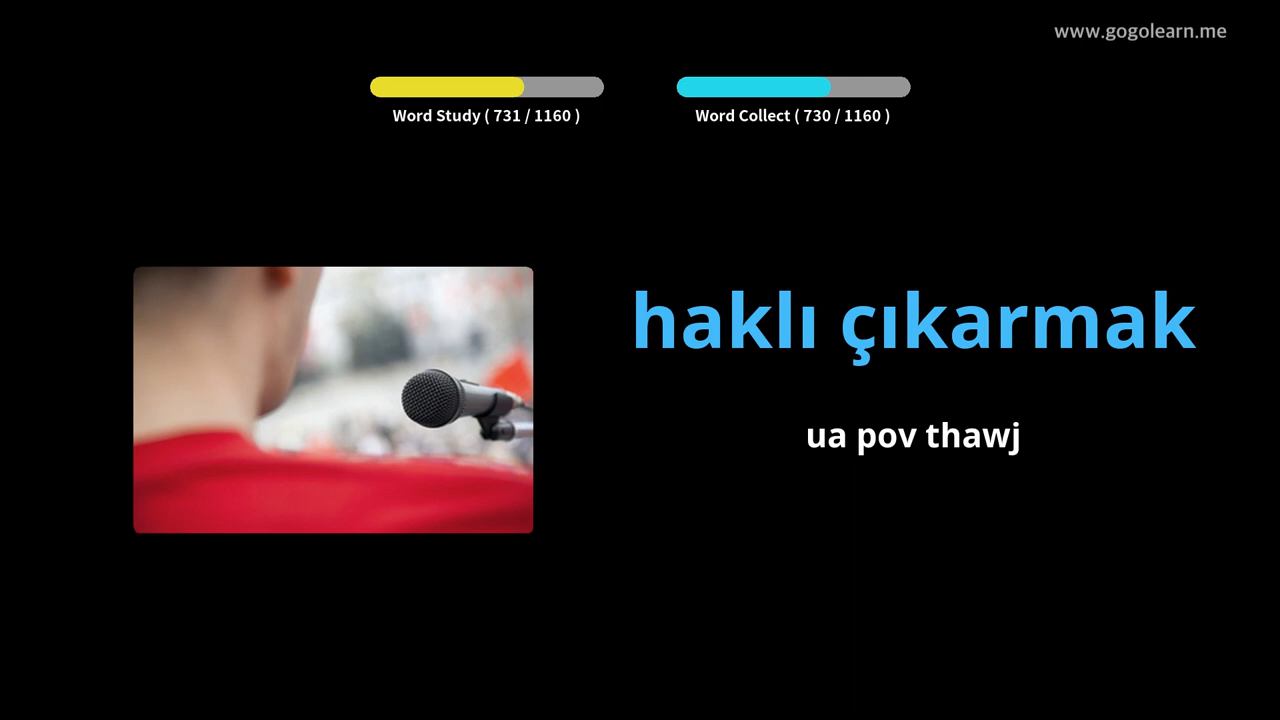 www.gogolearn.me
Word Study ( 731 / 1160 )
Word Collect ( 730 / 1160 )
haklı çıkarmak
ua pov thawj